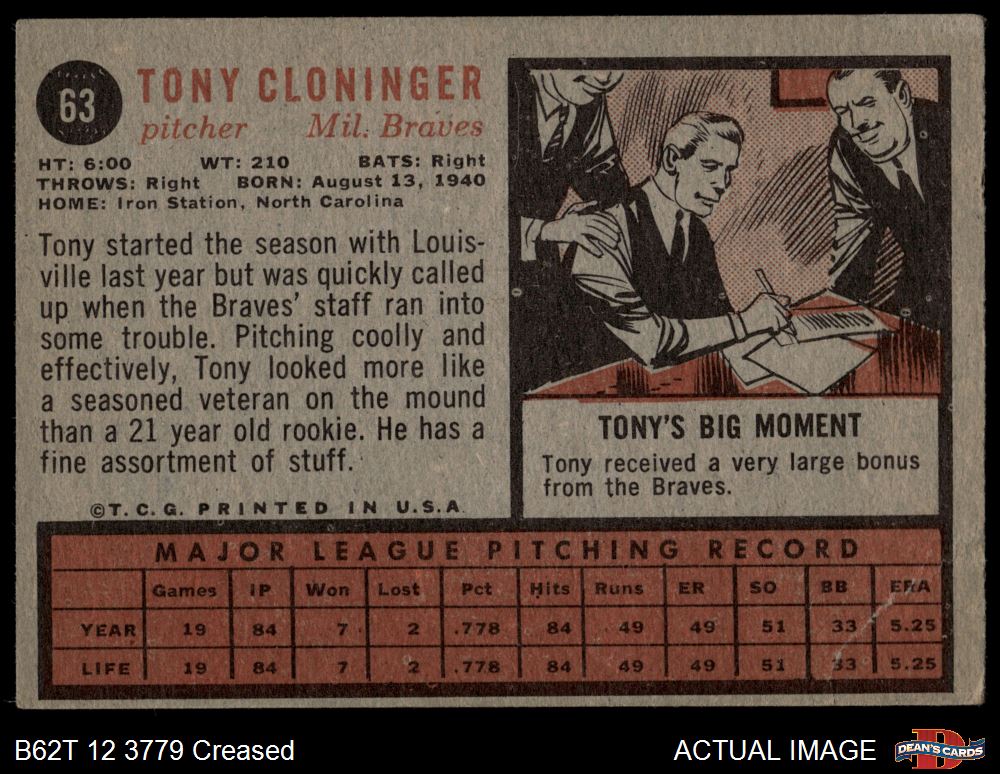 63
TONY CLONINGER
pitcher Mil. Braves
HT: 6:00 WT: 210 BATS: Right
THROWS: Right BORN: August 13, 1940
HOME: Iron Station, North Carolina
Tony started the season with Louis-
ville last year but was quickly called
up when the Braves' staff ran into
some trouble. Pitching coolly and
effectively, Tony looked more like
a seasoned veteran on the mound
than a 21 year old rookie. He has a
fine assortment of stuff.
©T. C. G. PRINTED IN U.S.A.
TONY'S BIG MOMENT
Tony received a very large bonus
from the Braves.
MAJOR LEAGUE PITCHING RECORD
Games IP Won Lost Pct Hits Runs ER SO BB ERA
YEAR 19 84 7 2 .778 84 49 49 51 33 5.25
LIFE 19 84 7 2 .778 84 49 49 51 33 5.25
B62T 12 3779 Creased ACTUAL IMAGE
D
DEAN'S CARDS